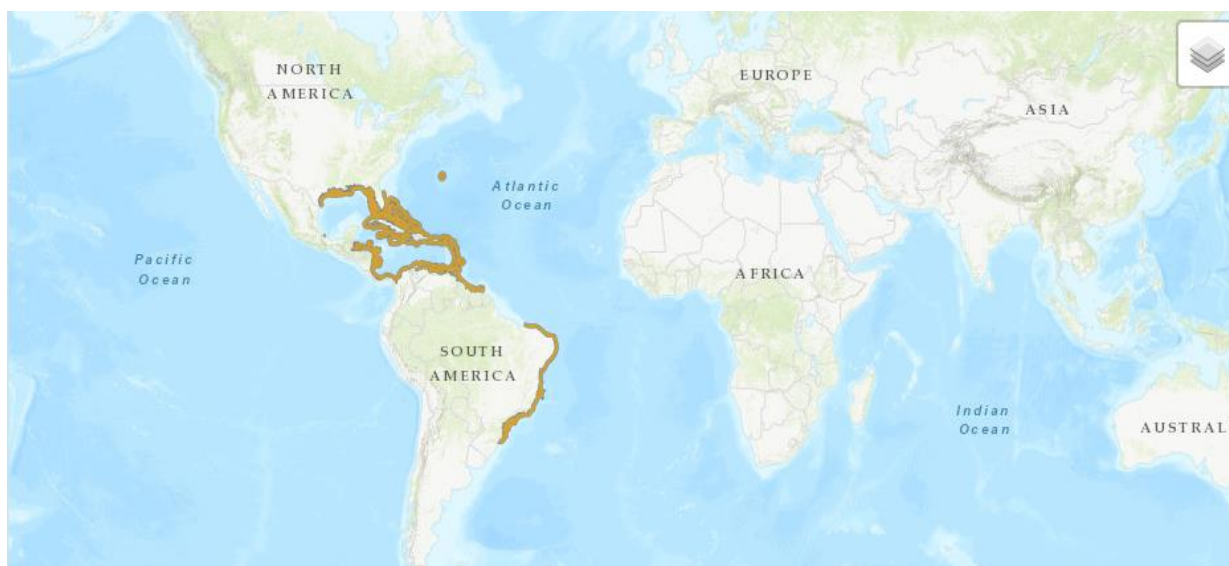 NORTH
AMERICA
EUROPE
ASIA
Atlantic
Ocean
Pacific
Ocean
AFRICA
SOUTH
AMERICA
Indian
Ocean
AUSTRAL